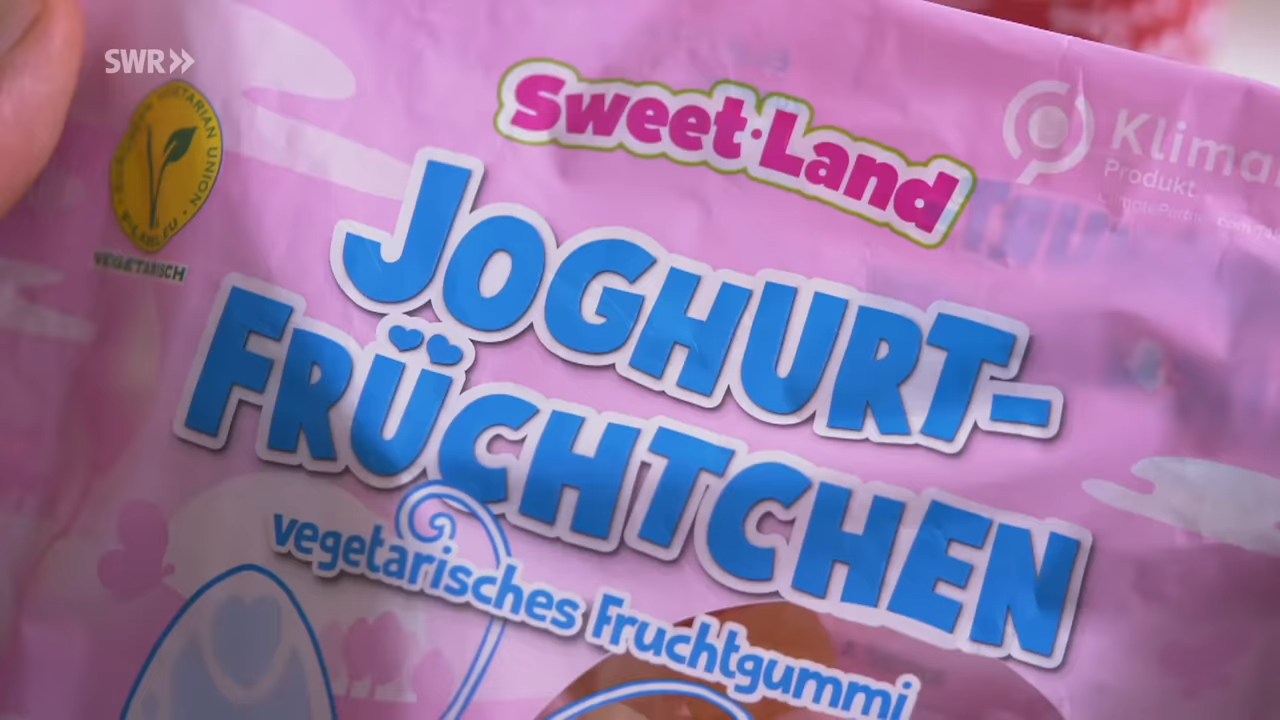 SWR
Sweet·Land
Produkt
VEGETARISCH
JOGHURT-
FRÜCHTCHEN
vegetarisches Fruchtgummi